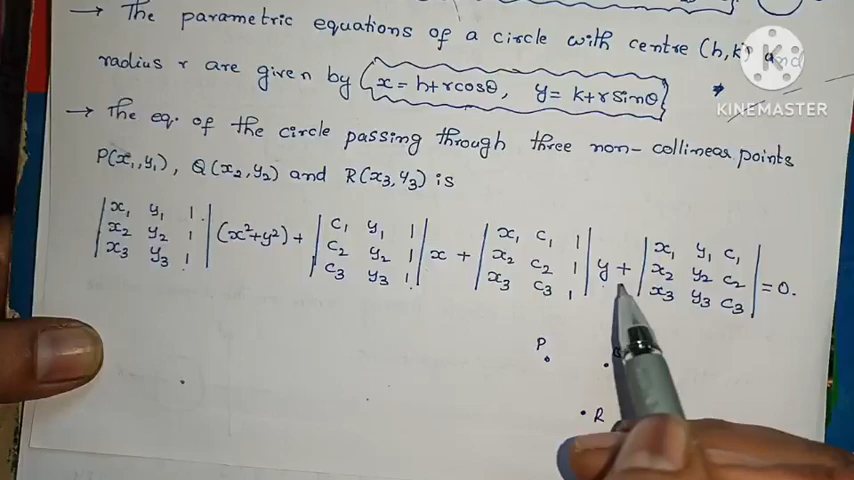 → The parametric equations of a circle with centre (h,k) and
KINEMASTER
radius r are given by x = h+rcosθ, y = k+rsinθ
→ The eq. of the circle passing through three non-collinear points
P(x₁,y₁), Q(x₂,y₂) and R(x₃,y₃) is
|x₁ y₁ 1; x₂ y₂ 1; x₃ y₃ 1| (x²+y²) + |c₁ y₁ 1; c₂ y₂ 1; c₃ y₃ 1| x + |x₁ c₁ 1; x₂ c₂ 1; x₃ c₃ 1| y + |x₁ y₁ c₁; x₂ y₂ c₂; x₃ y₃ c₃| = 0.
P
R